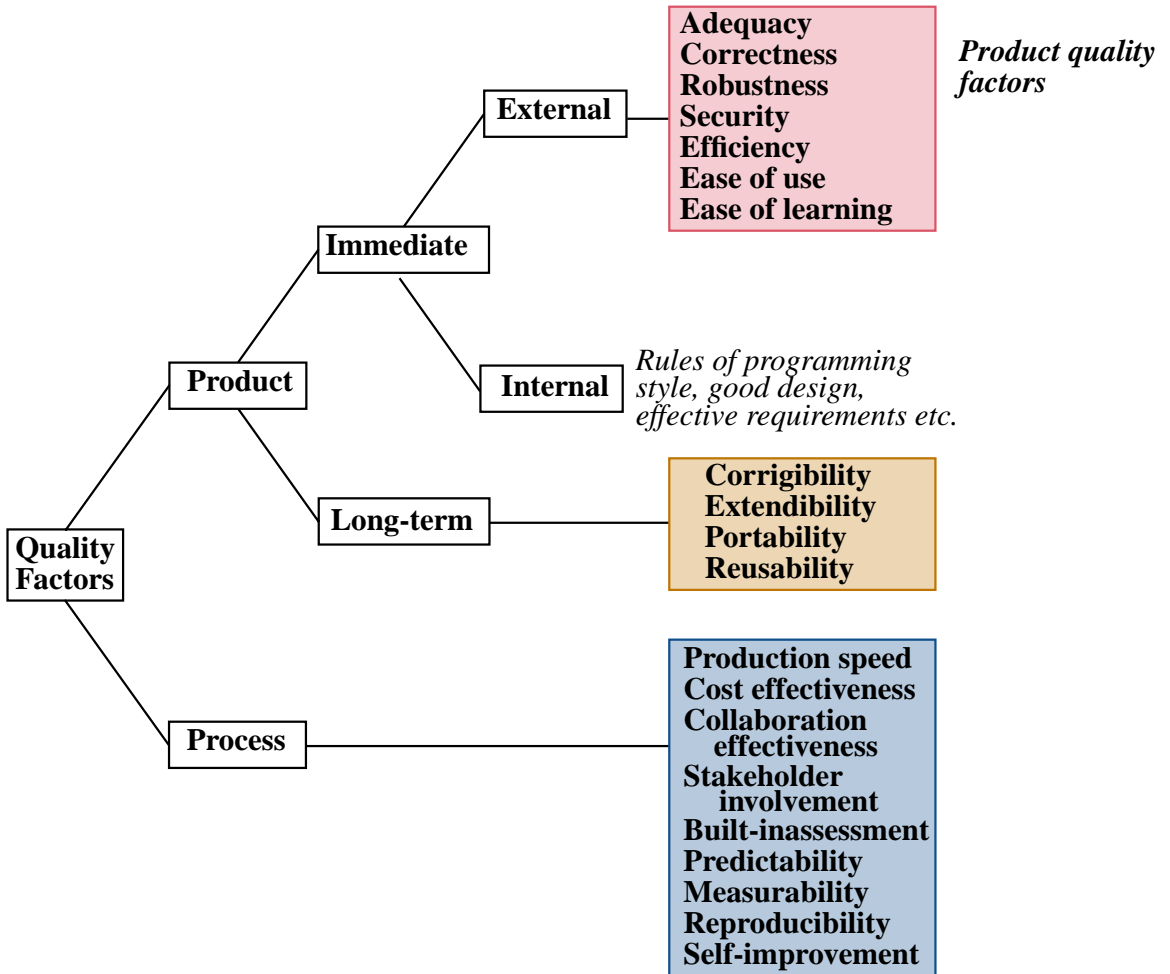 Adequacy
Correctness
Robustness
Security
Efficiency
Ease of use
Ease of learning
Product quality
factors
External
Immediate
Internal
Rules of programming
style, good design,
effective requirements etc.
Product
Long-term
Corrigibility
Extendibility
Portability
Reusability
Quality
Factors
Process
Production speed
Cost effectiveness
Collaboration
effectiveness
Stakeholder
involvement
Built-inassessment
Predictability
Measurability
Reproducibility
Self-improvement